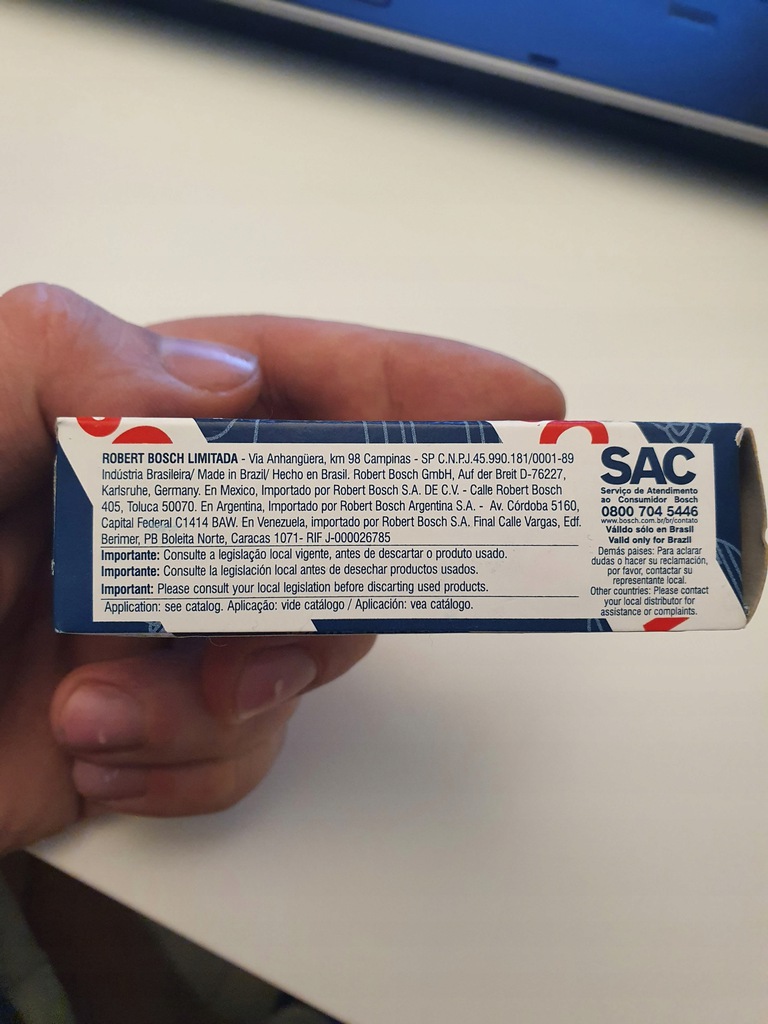 ROBERT BOSCH LIMITADA - Via Anhangüera, km 98 Campinas - SP C.N.P.J.45.990.181/0001-89
Indústria Brasileira/ Made in Brazil/ Hecho en Brasil. Robert Bosch GmbH, Auf der Breit D-76227,
Karlsruhe, Germany. En Mexico, Importado por Robert Bosch S.A. DE C.V. - Calle Robert Bosch
405, Toluca 50070. En Argentina, Importado por Robert Bosch Argentina S.A. - Av. Córdoba 5160,
Capital Federal C1414 BAW. En Venezuela, importado por Robert Bosch S.A. Final Calle Vargas, Edf.
Berimer, PB Boleita Norte, Caracas 1071- RIF J-000026785
Importante: Consulte a legislação local vigente, antes de descartar o produto usado.
Importante: Consulte la legislación local antes de desechar productos usados.
Important: Please consult your local legislation before discarting used products.
Application: see catalog. Aplicação: vide catálogo / Aplicación: vea catálogo.
SAC
Serviço de Atendimento
ao Consumidor Bosch
0800 704 5446
www.bosch.com.br/br/contato
Válido sólo en Brasil
Valid only for Brazil
Demás países: Para aclarar
dudas o hacer su reclamación,
por favor, contactar su
representante local.
Other countries: Please contact
your local distributor for
assistance or complaints.